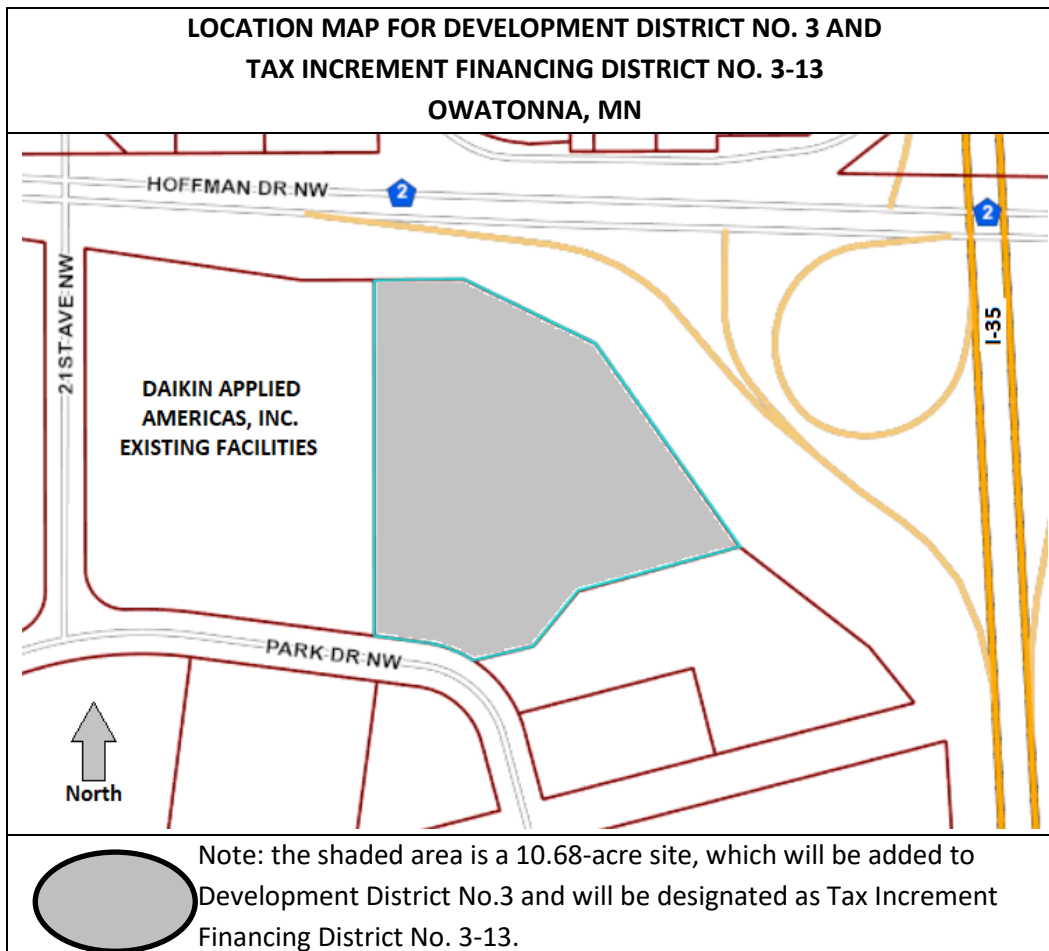 LOCATION MAP FOR DEVELOPMENT DISTRICT NO. 3 AND
TAX INCREMENT FINANCING DISTRICT NO. 3-13
OWATONNA, MN
HOFFMAN DR NW
2
2
21ST AVE NW
I-35
DAIKIN APPLIED
AMERICAS, INC.
EXISTING FACILITIES
PARK DR NW
North
Note: the shaded area is a 10.68-acre site, which will be added to
Development District No.3 and will be designated as Tax Increment
Financing District No. 3-13.